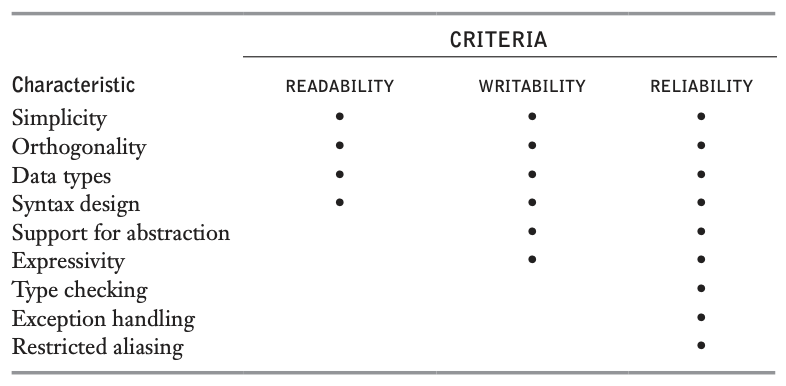 CRITERIA
Characteristic READABILITY WRITABILITY RELIABILITY
Simplicity • • •
Orthogonality • • •
Data types • • •
Syntax design • • •
Support for abstraction • •
Expressivity • •
Type checking •
Exception handling •
Restricted aliasing •